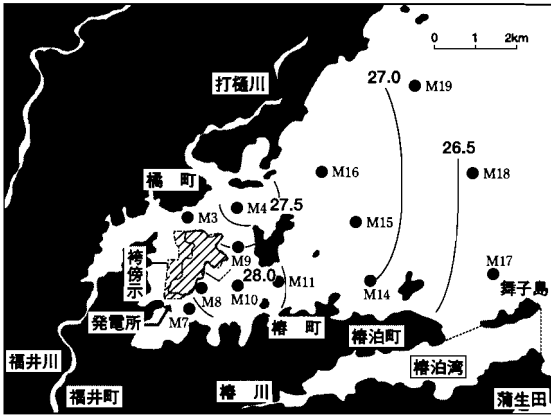 0 1 2km
打樋川
27.0
M19
26.5
M16
M18
橘 町
M4
27.5
M3
M15
袴傍示
M9
28.0
M11
M17
M8
M10
M14
舞子島
発電所
M7
椿 町
椿泊町
福井川
椿泊湾
福井町
椿 川
蒲生田